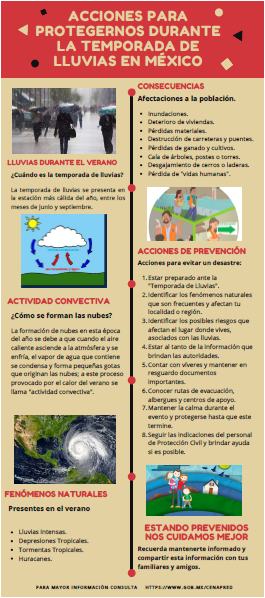 ACCIONES PARA
PROTEGERNOS DURANTE
LA TEMPORADA DE
LLUVIAS EN MÉXICO
LLUVIAS DURANTE EL VERANO
¿Cuándo es la temporada de lluvias?
La temporada de lluvias se presenta en
la estación más cálida del año, entre los
meses de junio y septiembre.
ACTIVIDAD CONVECTIVA
¿Cómo se forman las nubes?
La formación de nubes en esta época
del año se debe a que cuando el aire
caliente asciende a la atmósfera y se
enfría, el vapor de agua que contiene
se condensa y forma pequeñas gotas
que originan las nubes; a este proceso
provocado por el calor del verano se
llama "actividad convectiva".
FENÓMENOS NATURALES
Presentes en el verano
Lluvias Intensas.
Depresiones Tropicales.
Tormentas Tropicales.
Huracanes.
CONSECUENCIAS
Afectaciones a la población.
Inundaciones.
Deterioro de viviendas.
Pérdidas materiales.
Destrucción de carreteras y puentes.
Pérdidas de ganado y cultivos.
Caía de árboles, postes o torres.
Desgajamiento de cerros o laderas.
Pérdida de "vidas humanas".
ACCIONES DE PREVENCIÓN
Acciones para evitar un desastre:
1. Estar preparado ante la
"Temporada de Lluvias".
2. Identificar los fenómenos naturales
que son frecuentes y afectan tu
localidad o región.
3. Identificar los posibles riesgos que
afectan el lugar donde vives,
asociados con las lluvias.
4. Estar al tanto de la información que
brindan las autoridades.
5. Contar con víveres y mantener en
resguardo documentos
importantes.
6. Conocer rutas de evacuación,
albergues y centros de apoyo.
7. Mantener la calma durante el
evento y protegerse hasta que este
termine.
8. Seguir las indicaciones del personal
de Protección Civil y brindar ayuda
si es posible.
ESTANDO PREVENIDOS
NOS CUIDAMOS MEJOR
Recuerda mantenerte informado y
compartir esta información con tus
familiares y amigos.
PARA MAYOR INFORMACIÓN CONSULTA HTTPS://WWW.GOB.MX/CENAPRED